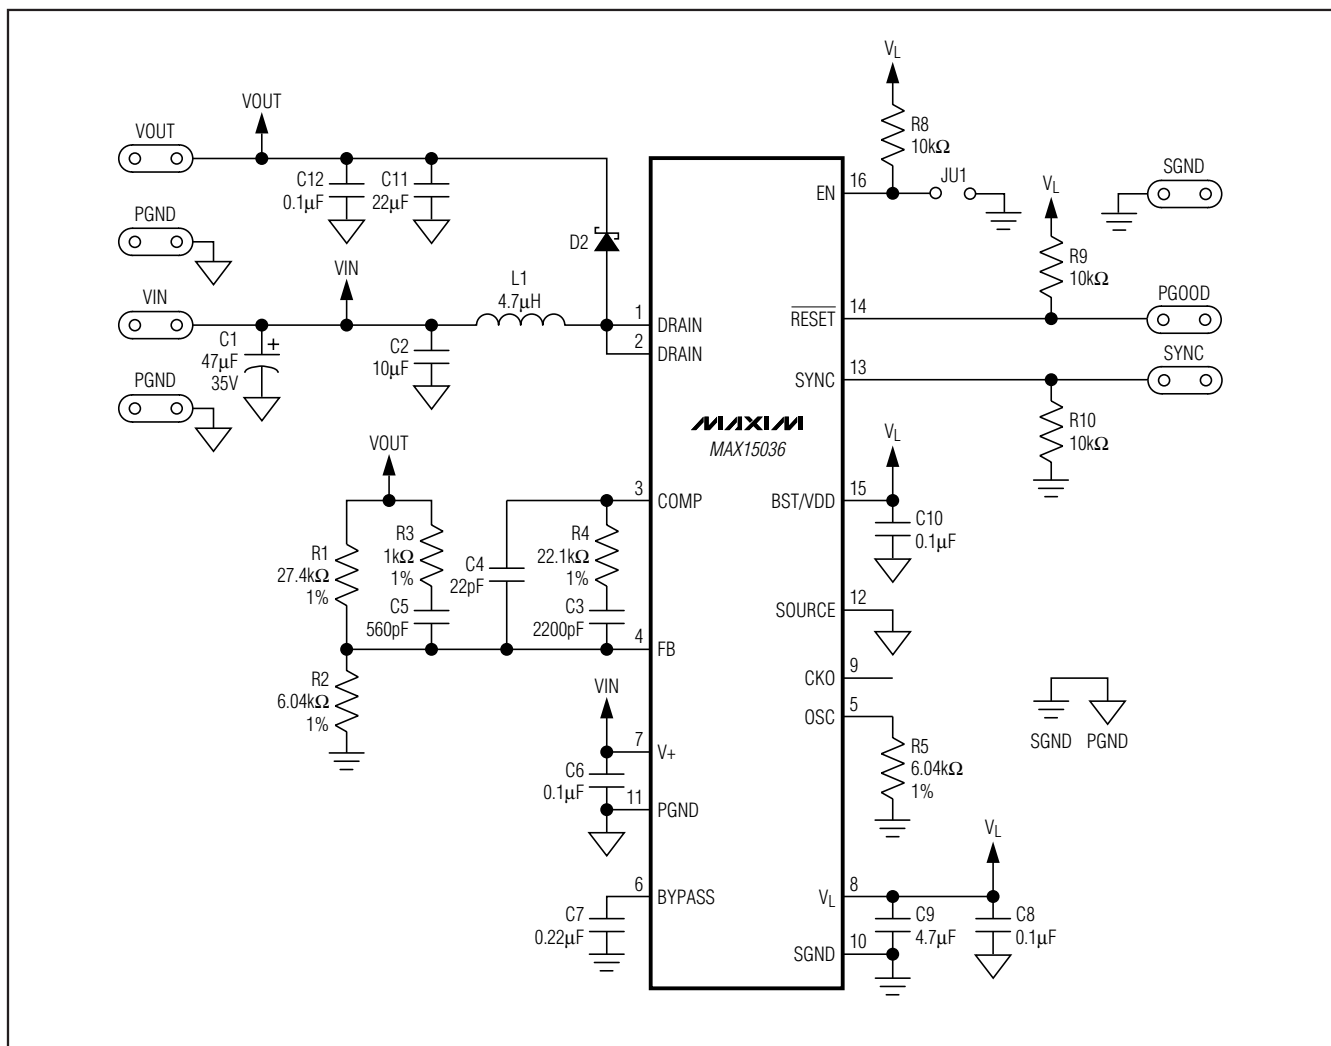 VOUT
VOUT
C12
0.1µF
C11
22µF
D2
PGND
VIN
VIN
L1
4.7µH
C1
47µF
35V
+
C2
10µF
PGND
1
DRAIN
2
DRAIN
MAXIM
MAX15036
VOUT
3
COMP
R1
27.4kΩ
1%
R3
1kΩ
1%
C5
560pF
C4
22pF
R4
22.1kΩ
1%
C3
2200pF
4
FB
R2
6.04kΩ
1%
VIN
7
V+
C6
0.1µF
11
PGND
6
BYPASS
C7
0.22µF
VL
R8
10kΩ
16
EN
JU1
SGND
VL
R9
10kΩ
14
RESET
PGOOD
13
SYNC
SYNC
R10
10kΩ
VL
15
BST/VDD
C10
0.1µF
12
SOURCE
9
CKO
5
OSC
R5
6.04kΩ
1%
SGND
PGND
VL
8
VL
C9
4.7µF
C8
0.1µF
10
SGND